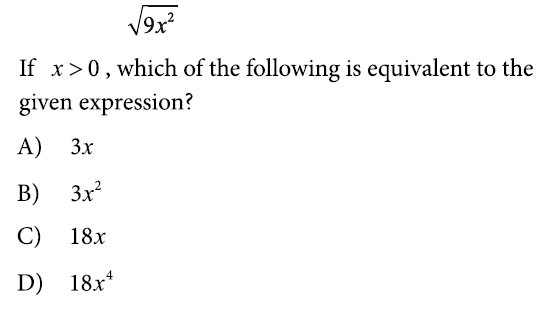 √9x²
If x > 0 , which of the following is equivalent to the
given expression?
A) 3x
B) 3x²
C) 18x
D) 18x⁴